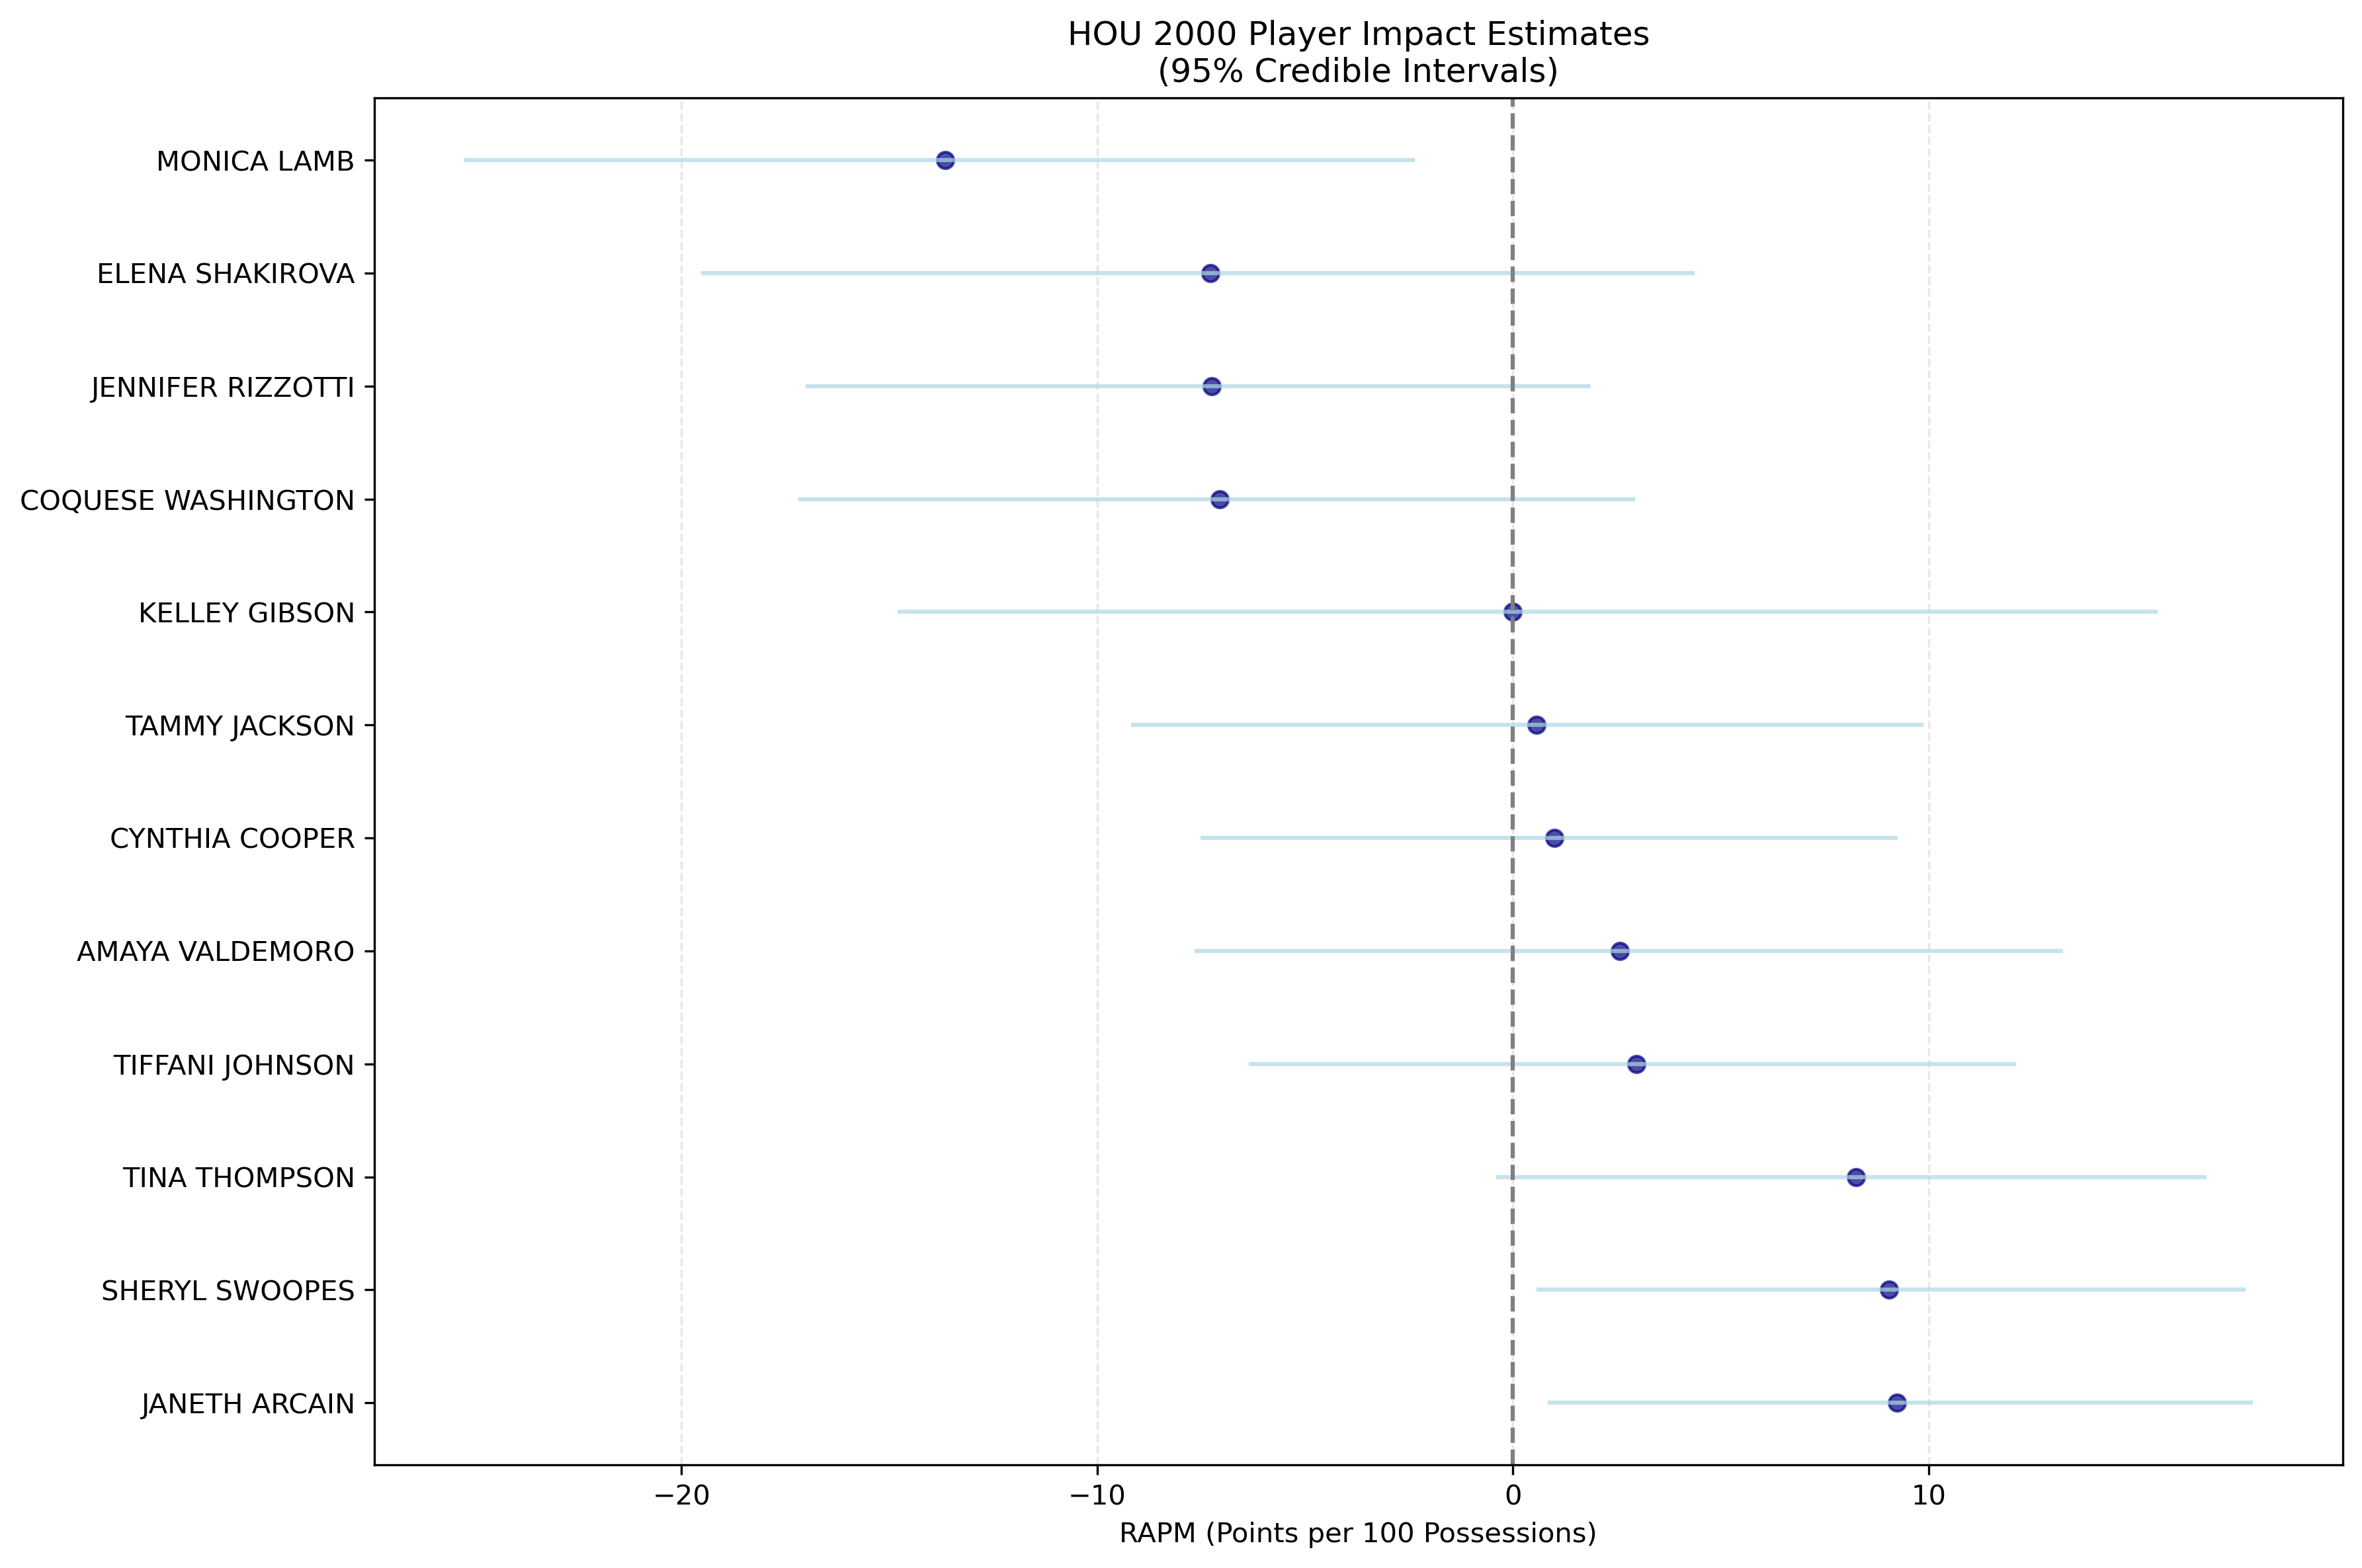 HOU 2000 Player Impact Estimates
(95% Credible Intervals)
MONICA LAMB
ELENA SHAKIROVA
JENNIFER RIZZOTTI
COQUESE WASHINGTON
KELLEY GIBSON
TAMMY JACKSON
CYNTHIA COOPER
AMAYA VALDEMORO
TIFFANI JOHNSON
TINA THOMPSON
SHERYL SWOOPES
JANETH ARCAIN
−20 −10 0 10
RAPM (Points per 100 Possessions)